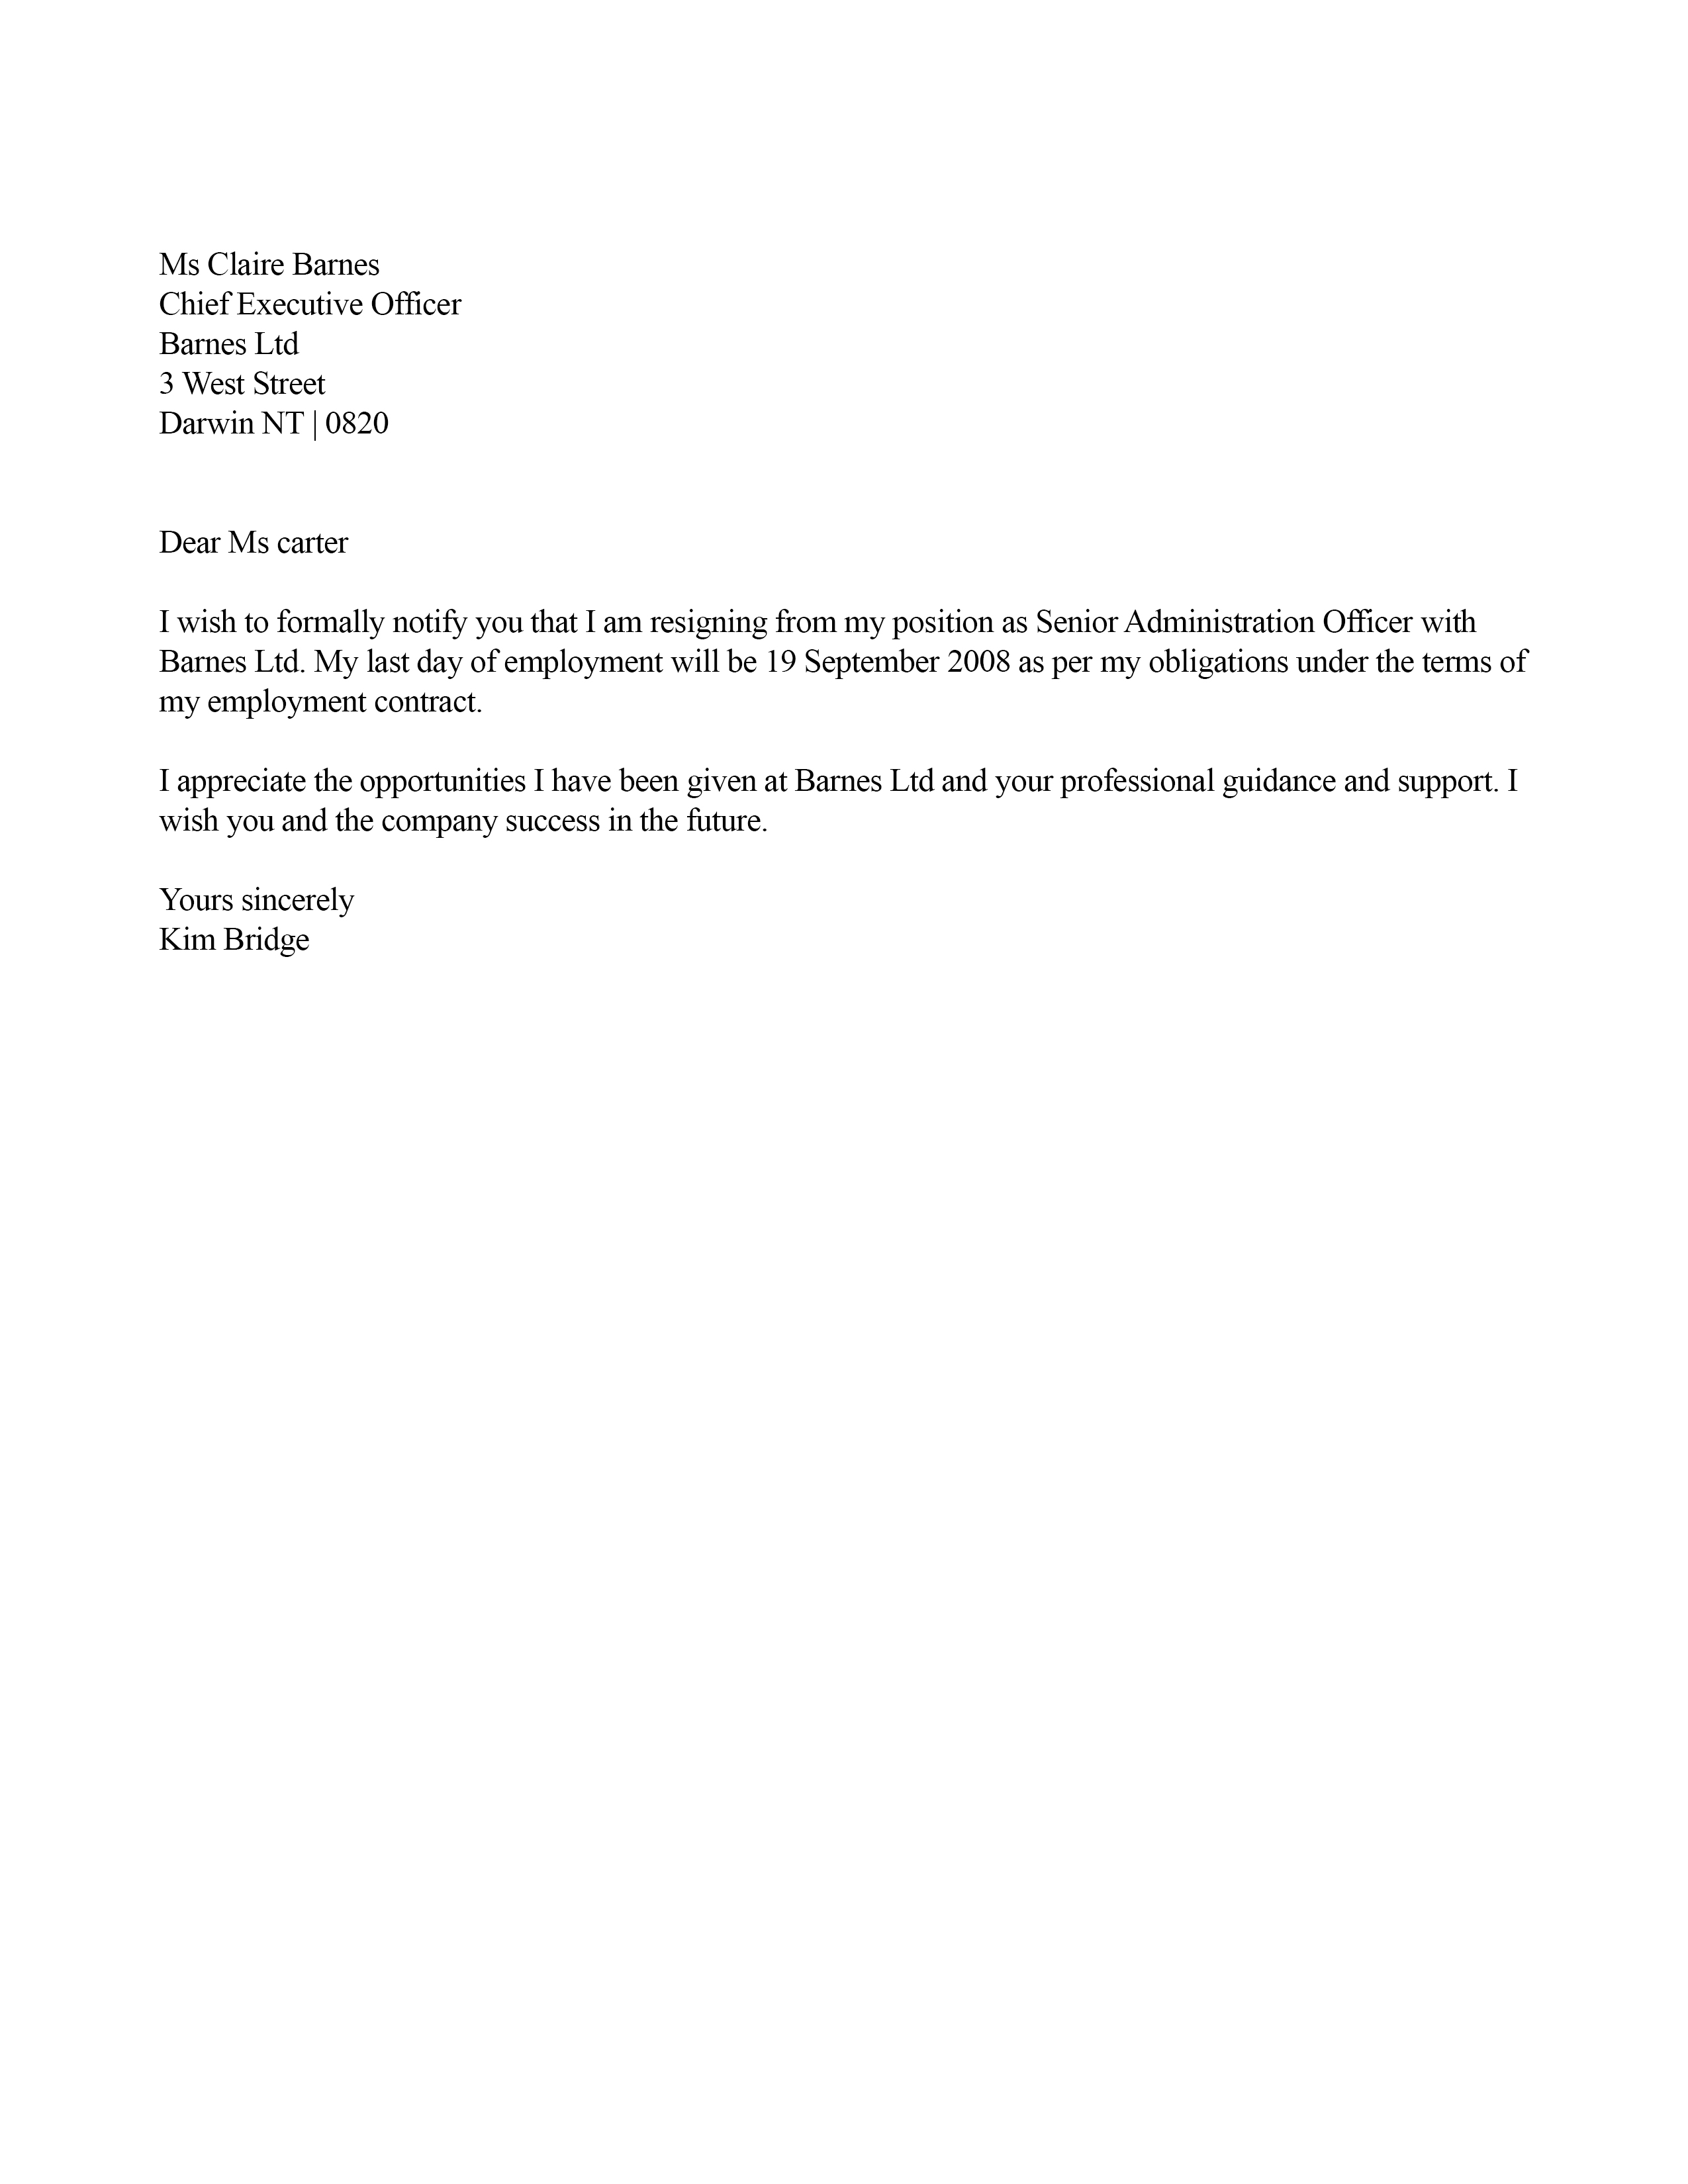 Ms Claire Barnes
Chief Executive Officer
Barnes Ltd
3 West Street
Darwin NT | 0820
Dear Ms carter
I wish to formally notify you that I am resigning from my position as Senior Administration Officer with
Barnes Ltd. My last day of employment will be 19 September 2008 as per my obligations under the terms of
my employment contract.
I appreciate the opportunities I have been given at Barnes Ltd and your professional guidance and support. I
wish you and the company success in the future.
Yours sincerely
Kim Bridge